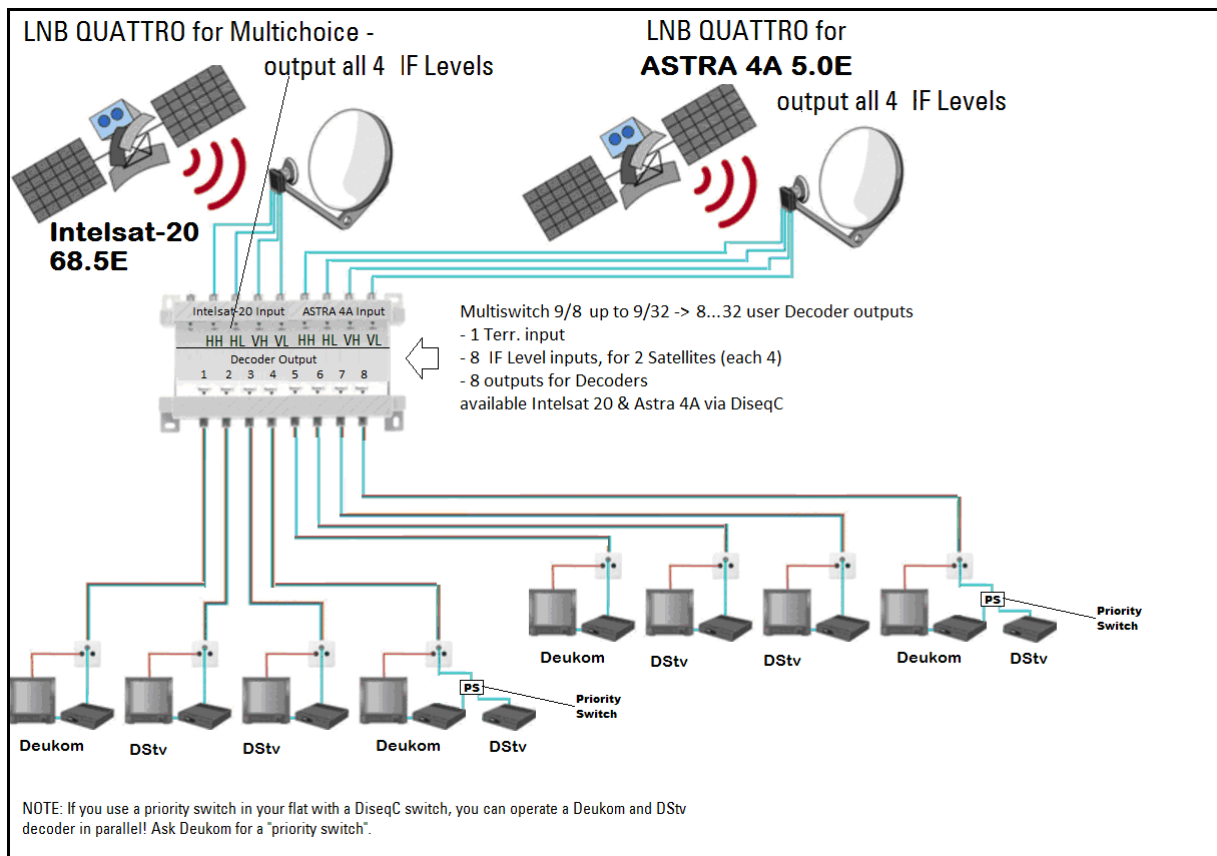 LNB QUATTRO for Multichoice -
output all 4 IF Levels
LNB QUATTRO for
ASTRA 4A 5.0E
output all 4 IF Levels
Intelsat-20
68.5E
Intelsat-20 Input ASTRA 4A Input
HH HL VH VL HH HL VH VL
Decoder Output
1 2 3 4 5 6 7 8
Multiswitch 9/8 up to 9/32 -> 8...32 user Decoder outputs
- 1 Terr. input
- 8 IF Level inputs, for 2 Satellites (each 4)
- 8 outputs for Decoders
available Intelsat 20 & Astra 4A via DiseqC
PS
Priority
Switch
Deukom
DStv
DStv
Deukom
DStv
PS
Priority
Switch
Deukom
DStv
DStv
Deukom
DStv
NOTE: If you use a priority switch in your flat with a DiseqC switch, you can operate a Deukom and DStv
decoder in parallel! Ask Deukom for a "priority switch".